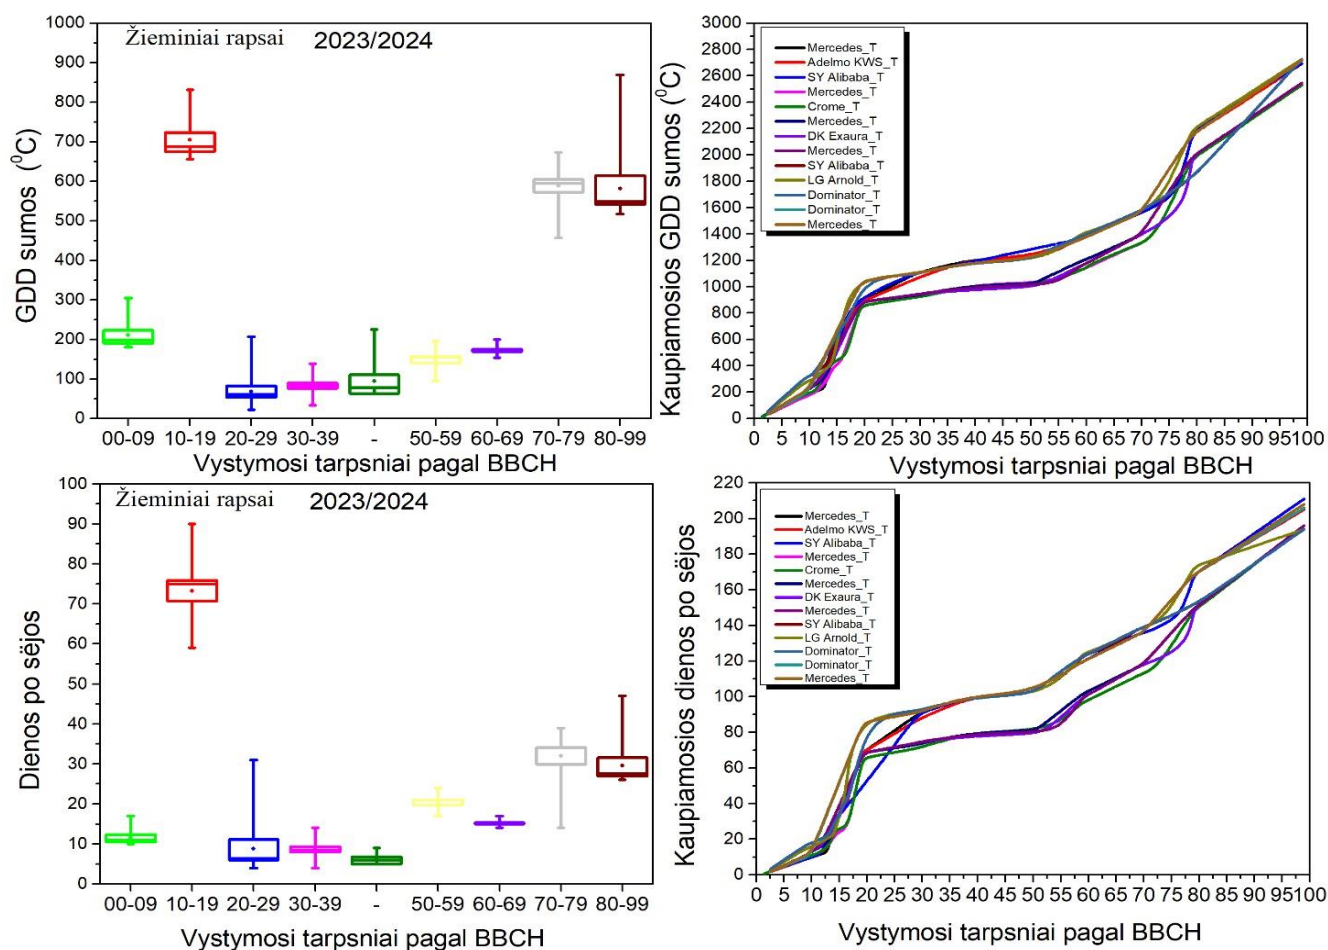 Žieminiai rapsai 2023/2024
GDD sumos (⁰C)
1000
900
800
700
600
500
400
300
200
100
0
00-09 10-19 20-29 30-39 - 50-59 60-69 70-79 80-99
Vystymosi tarpsniai pagal BBCH
Kaupiamosios GDD sumos (⁰C)
3000
2800
2600
2400
2200
2000
1800
1600
1400
1200
1000
800
600
400
200
0
Mercedes_T
Adelmo KWS_T
SY Alibaba_T
Mercedes_T
Crome_T
Mercedes_T
DK Exaura_T
Mercedes_T
SY Alibaba_T
LG Arnold_T
Dominator_T
Dominator_T
Mercedes_T
0 5 10 15 20 25 30 35 40 45 50 55 60 65 70 75 80 85 90 95 100
Vystymosi tarpsniai pagal BBCH
Žieminiai rapsai 2023/2024
Dienos po sėjos
100
90
80
70
60
50
40
30
20
10
0
00-09 10-19 20-29 30-39 - 50-59 60-69 70-79 80-99
Vystymosi tarpsniai pagal BBCH
Kaupiamosios dienos po sėjos
220
200
180
160
140
120
100
80
60
40
20
0
Mercedes_T
Adelmo KWS_T
SY Alibaba_T
Mercedes_T
Crome_T
Mercedes_T
DK Exaura_T
Mercedes_T
SY Alibaba_T
LG Arnold_T
Dominator_T
Dominator_T
Mercedes_T
0 5 10 15 20 25 30 35 40 45 50 55 60 65 70 75 80 85 90 95 100
Vystymosi tarpsniai pagal BBCH